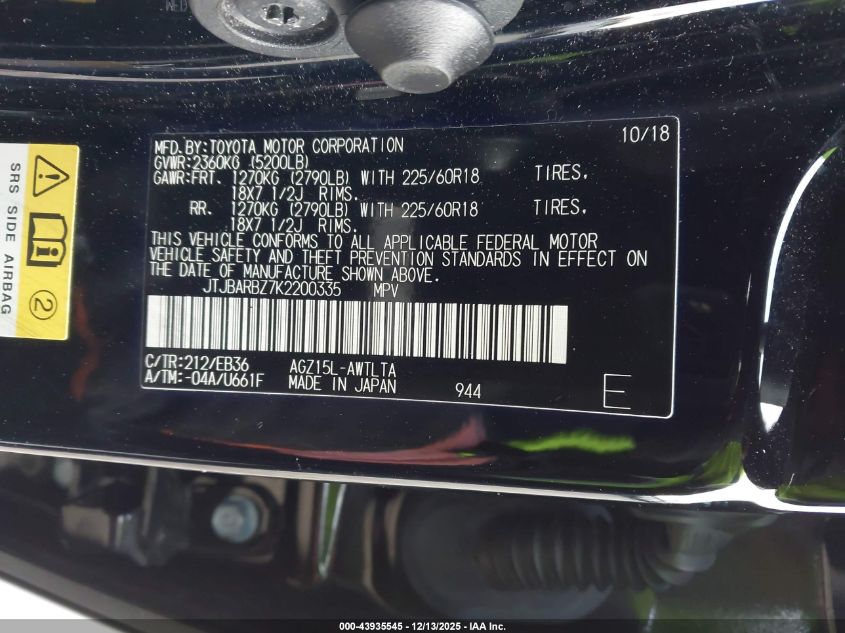 MFD.BY:TOYOTA MOTOR CORPORATION 10/18
GVWR:2360KG (5200LB)
GAWR:FRT. 1270KG (2790LB) WITH 225/60R18 TIRES,
18X7 1/2J RIMS.
RR. 1270KG (2790LB) WITH 225/60R18 TIRES,
18X7 1/2J RIMS.
THIS VEHICLE CONFORMS TO ALL APPLICABLE FEDERAL MOTOR
VEHICLE SAFETY AND THEFT PREVENTION STANDARDS IN EFFECT ON
THE DATE OF MANUFACTURE SHOWN ABOVE.
JTJBARBZ7K2200335 MPV
C/TR:212/EB36 AGZ15L-AWTLTA
A/TM:-04A/U661F MADE IN JAPAN 944 E
SRS SIDE AIRBAG
2
000-43935545 - 12/13/2025 - IAA Inc.